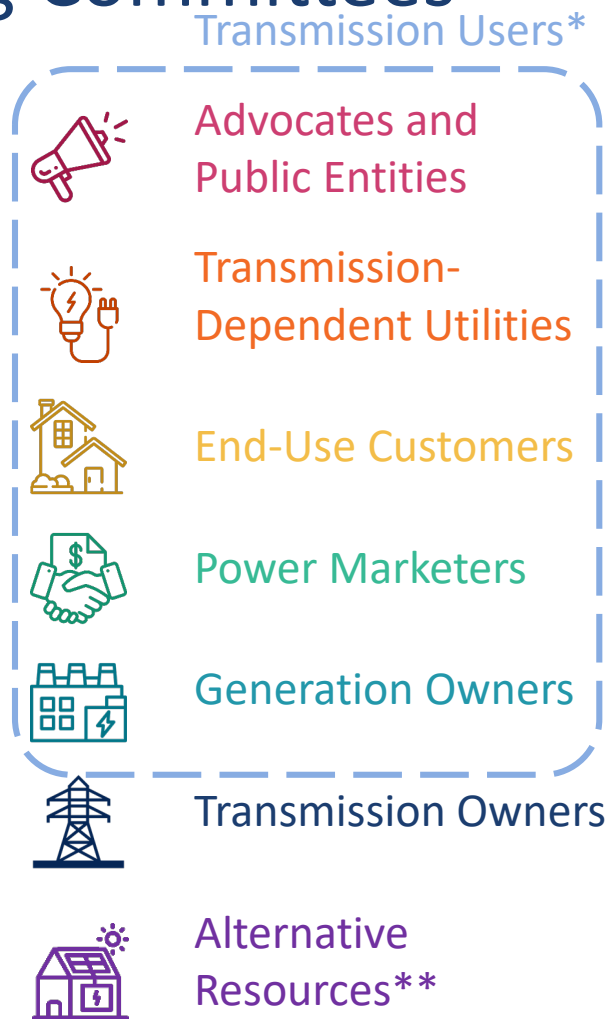 g Committees
Transmission Users*
Advocates and
Public Entities
Transmission-
Dependent Utilities
End-Use Customers
Power Marketers
Generation Owners
Transmission Owners
Alternative
Resources**